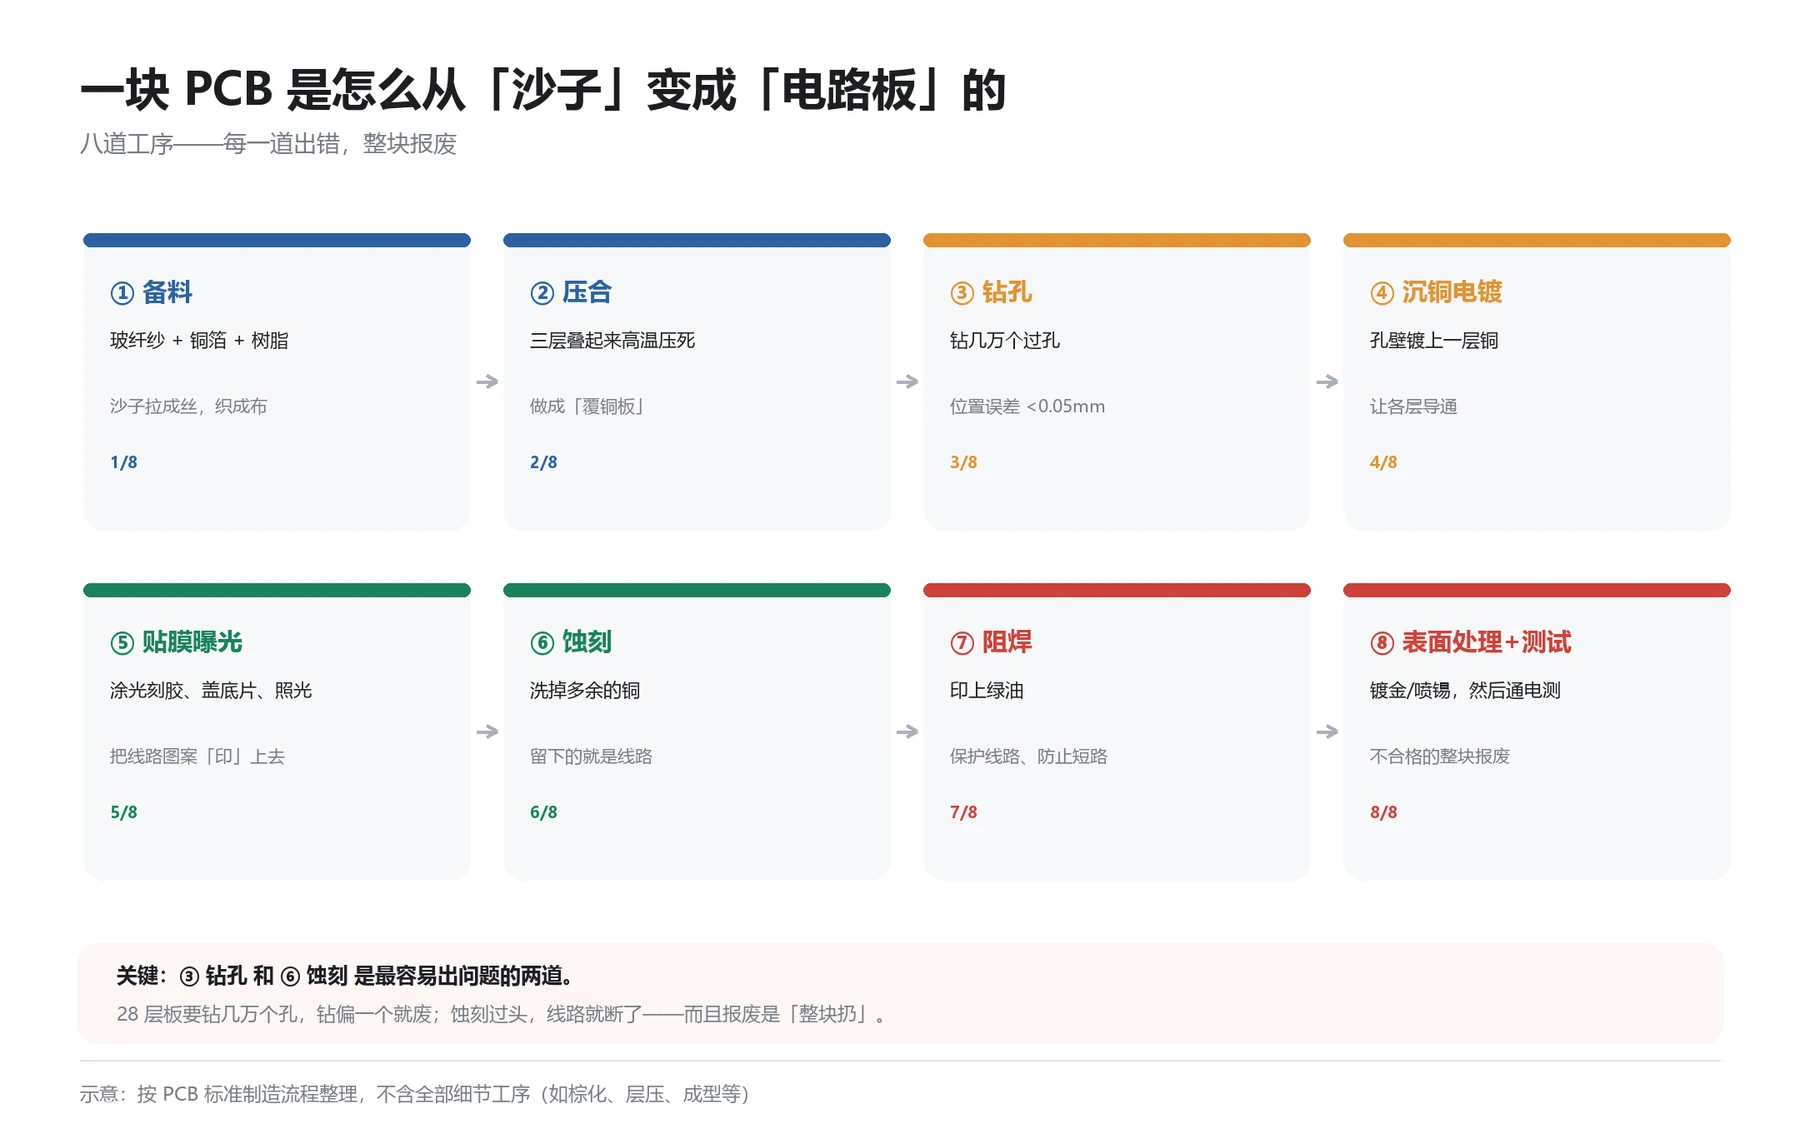 一块 PCB 是怎么从「沙子」变成「电路板」的
八道工序——每一道出错，整块报废
① 备料
玻纤纱 + 铜箔 + 树脂
沙子拉成丝，织成布
1/8
② 压合
三层叠起来高温压死
做成「覆铜板」
2/8
③ 钻孔
钻几万个过孔
位置误差 <0.05mm
3/8
④ 沉铜电镀
孔壁镀上一层铜
让各层导通
4/8
⑤ 贴膜曝光
涂光刻胶、盖底片、照光
把线路图案「印」上去
5/8
⑥ 蚀刻
洗掉多余的铜
留下的就是线路
6/8
⑦ 阻焊
印上绿油
保护线路、防止短路
7/8
⑧ 表面处理+测试
镀金/喷锡，然后通电测
不合格的整块报废
8/8
关键：③ 钻孔 和 ⑥ 蚀刻 是最容易出问题的两道。
28 层板要钻几万个孔，钻偏一个就废；蚀刻过头，线路就断了——而且报废是「整块扔」。
示意：按 PCB 标准制造流程整理，不含全部细节工序（如棕化、层压、成型等）